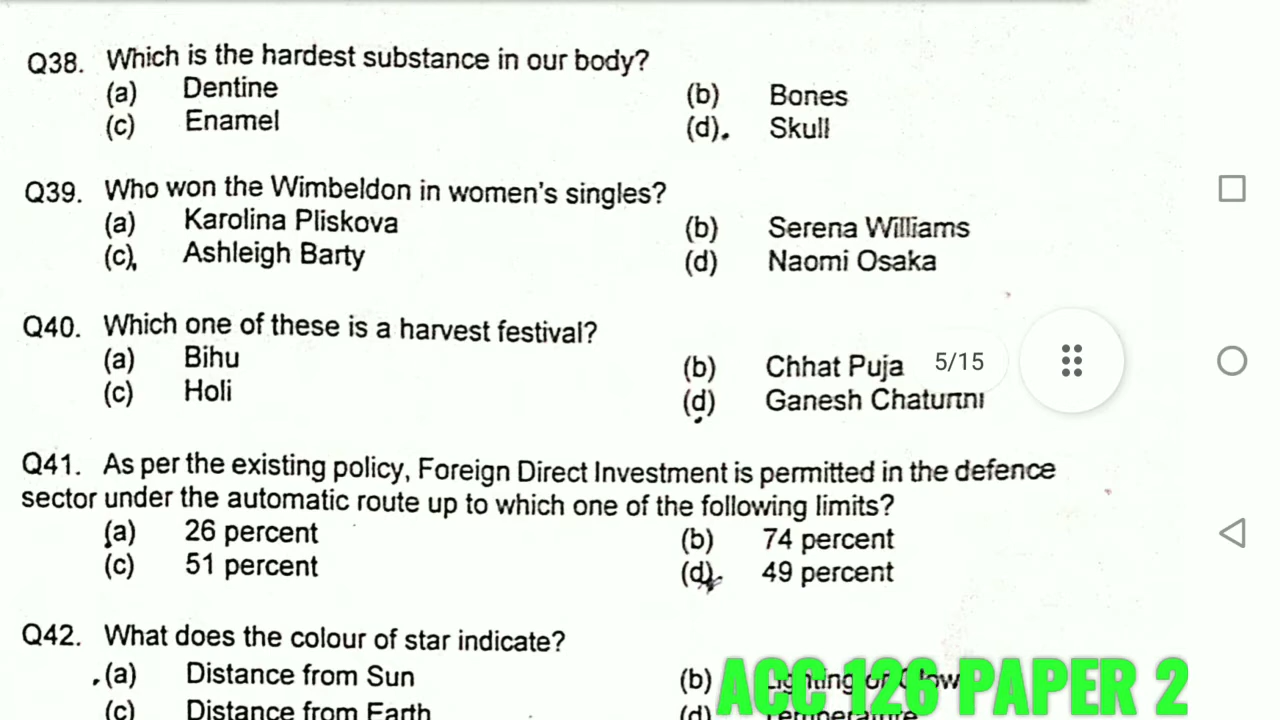 Q38. Which is the hardest substance in our body?
(a) Dentine (b) Bones
(c) Enamel (d). Skull
Q39. Who won the Wimbeldon in women's singles?
(a) Karolina Pliskova (b) Serena Williams
(c) Ashleigh Barty (d) Naomi Osaka
Q40. Which one of these is a harvest festival?
(a) Bihu (b) Chhat Puja 5/15
(c) Holi (d) Ganesh
Q41. As per the existing policy, Foreign Direct Investment is permitted in the defence
sector under the automatic route up to which one of the following limits?
(a) 26 percent (b) 74 percent
(c) 51 percent (d) 49 percent
Q42. What does the colour of star indicate?
(a) Distance from Sun (b)
(c) Distance from Earth (d) Temperature
ACC 126 PAPER 2